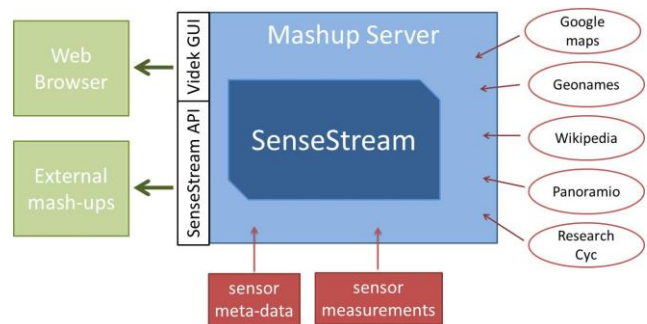 Web
Browser
External
mash-ups
Videk GUI
SenseStream API
Mashup Server
SenseStream
Google
maps
Geonames
Wikipedia
Panoramio
Research
Cyc
sensor
meta-data
sensor
measurements